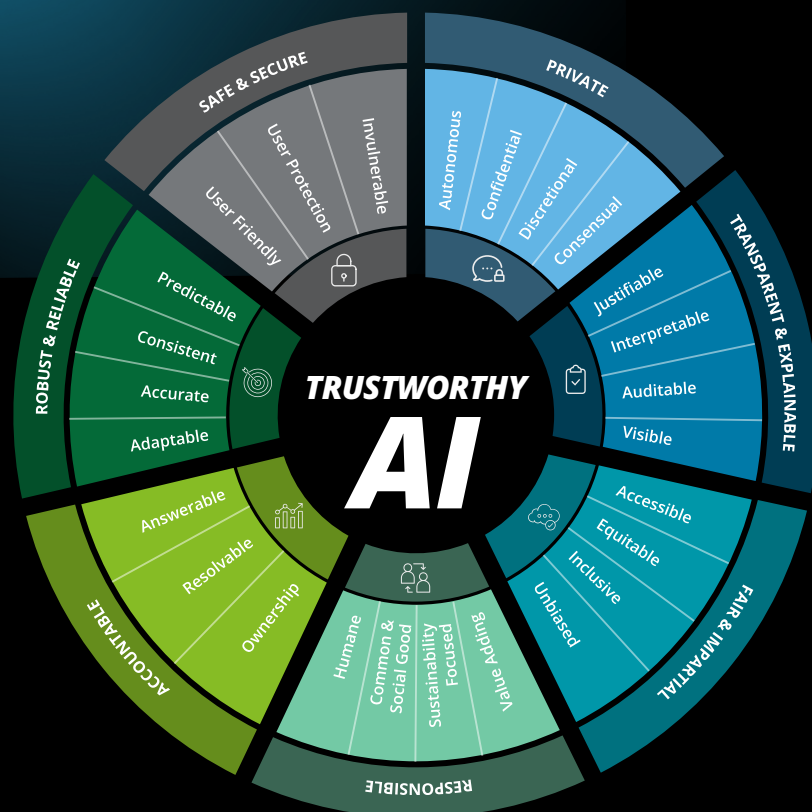 TRUSTWORTHY
AI
PRIVATE
Autonomous
Confidential
Discretional
Consensual
TRANSPARENT & EXPLAINABLE
Justifiable
Interpretable
Auditable
Visible
FAIR & IMPARTIAL
Accessible
Equitable
Inclusive
Unbiased
RESPONSIBLE
Humane
Common &
Social Good
Sustainability
Focused
Value Adding
ACCOUNTABLE
Answerable
Resolvable
Ownership
ROBUST & RELIABLE
Predictable
Consistent
Accurate
Adaptable
SAFE & SECURE
User Friendly
User Protection
Invulnerable